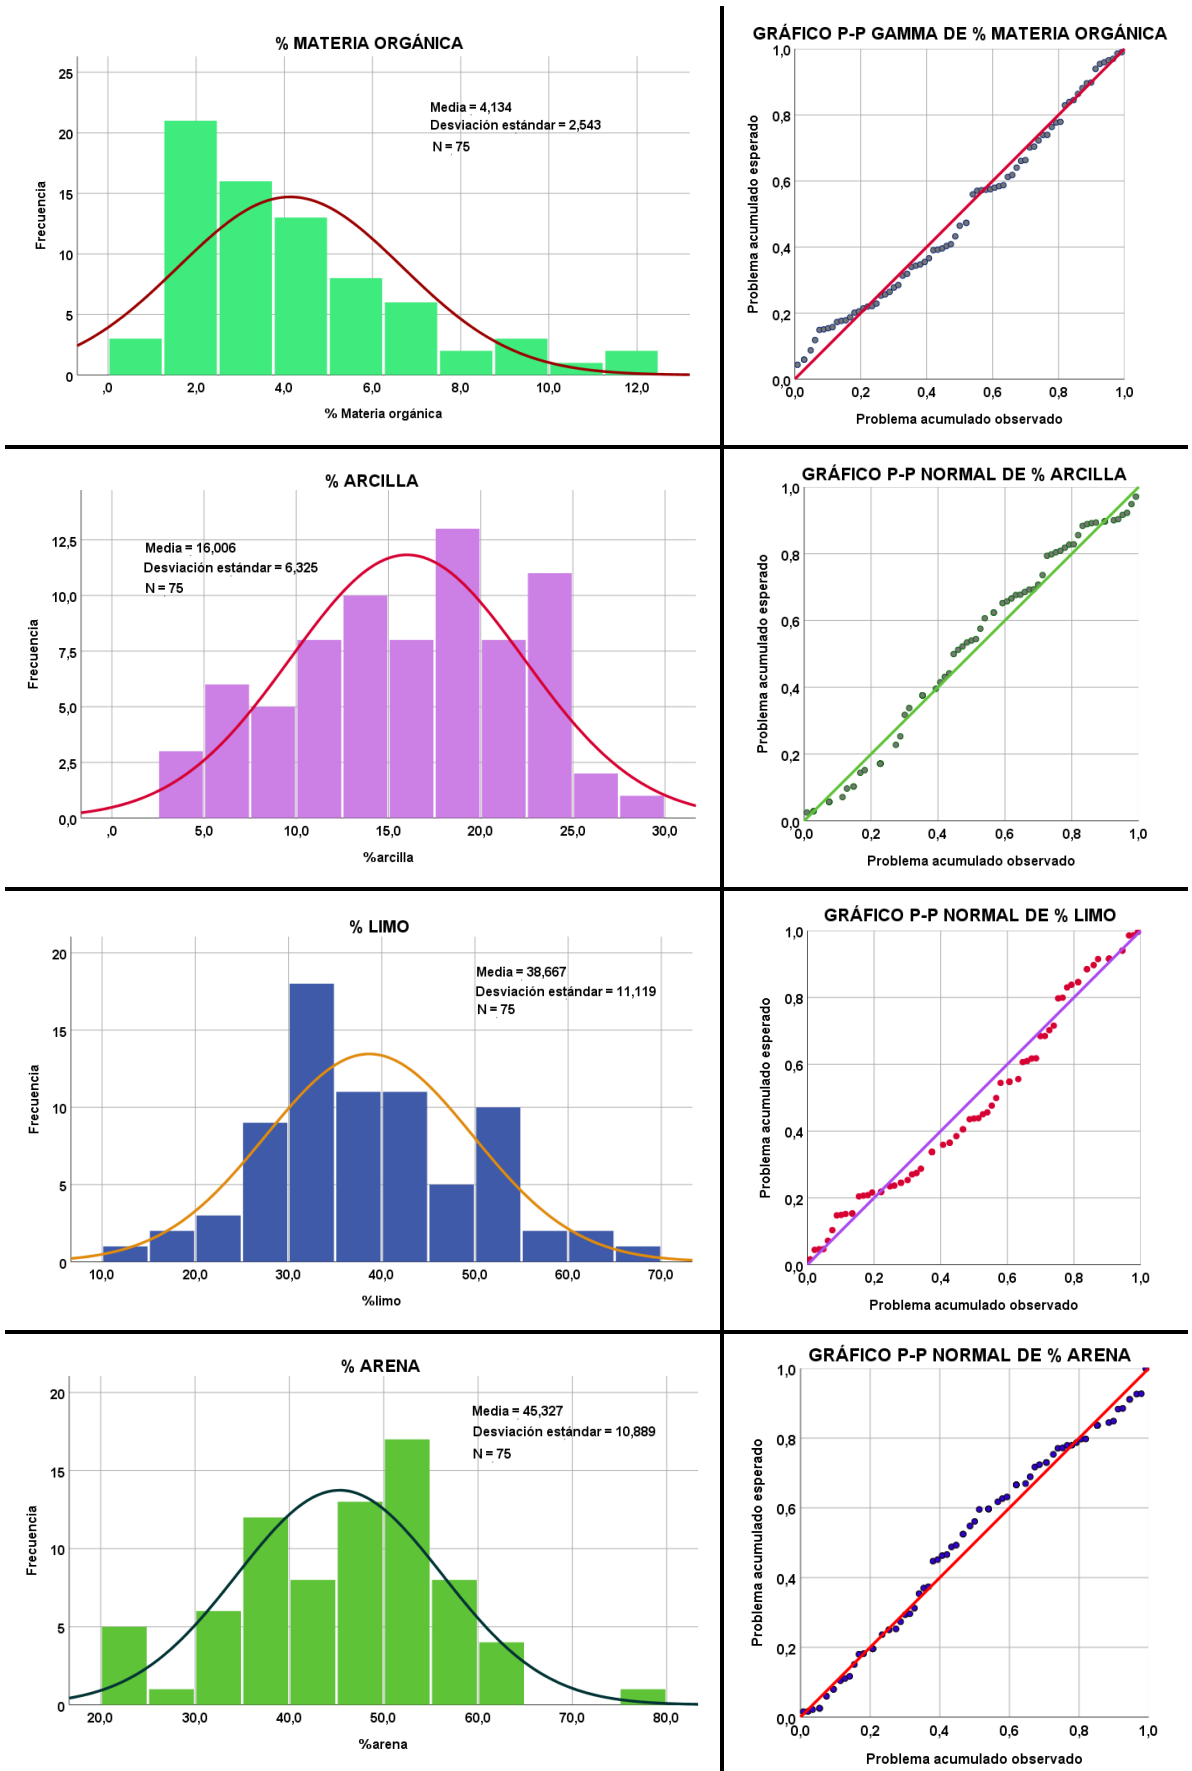 % MATERIA ORGÁNICA
25
20
15
10
5
0
Frecuencia
Media = 4,134
Desviación estándar = 2,543
N = 75
,0 2,0 4,0 6,0 8,0 10,0 12,0
% Materia orgánica
GRÁFICO P-P GAMMA DE % MATERIA ORGÁNICA
1,0
0,8
0,6
0,4
0,2
0,0
Problema acumulado esperado
0,0 0,2 0,4 0,6 0,8 1,0
Problema acumulado observado
% ARCILLA
12,5
10,0
7,5
5,0
2,5
0,0
Frecuencia
Media = 16,006
Desviación estándar = 6,325
N = 75
,0 5,0 10,0 15,0 20,0 25,0 30,0
%arcilla
GRÁFICO P-P NORMAL DE % ARCILLA
1,0
0,8
0,6
0,4
0,2
0,0
Problema acumulado esperado
0,0 0,2 0,4 0,6 0,8 1,0
Problema acumulado observado
% LIMO
20
15
10
5
0
Frecuencia
Media = 38,667
Desviación estándar = 11,119
N = 75
10,0 20,0 30,0 40,0 50,0 60,0 70,0
%limo
GRÁFICO P-P NORMAL DE % LIMO
1,0
0,8
0,6
0,4
0,2
0,0
Problema acumulado esperado
0,0 0,2 0,4 0,6 0,8 1,0
Problema acumulado observado
% ARENA
20
15
10
5
0
Frecuencia
Media = 45,327
Desviación estándar = 10,889
N = 75
20,0 30,0 40,0 50,0 60,0 70,0 80,0
%arena
GRÁFICO P-P NORMAL DE % ARENA
1,0
0,8
0,6
0,4
0,2
0,0
Problema acumulado esperado
0,0 0,2 0,4 0,6 0,8 1,0
Problema acumulado observado